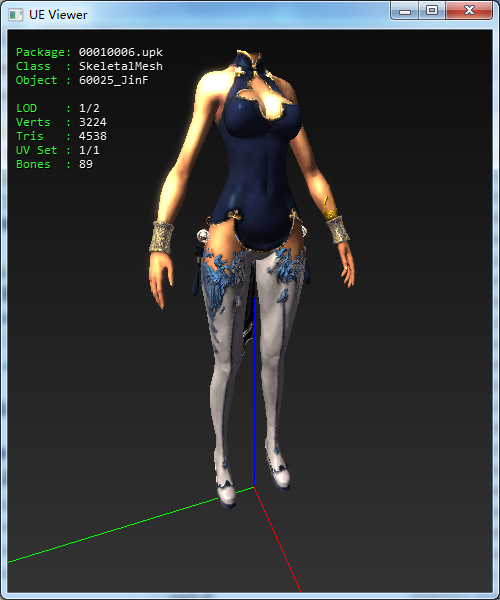 UE Viewer
Package: 00010006.upk
Class : SkeletalMesh
Object : 60025_JinF
LOD : 1/2
Verts : 3224
Tris : 4538
UV Set : 1/1
Bones : 89